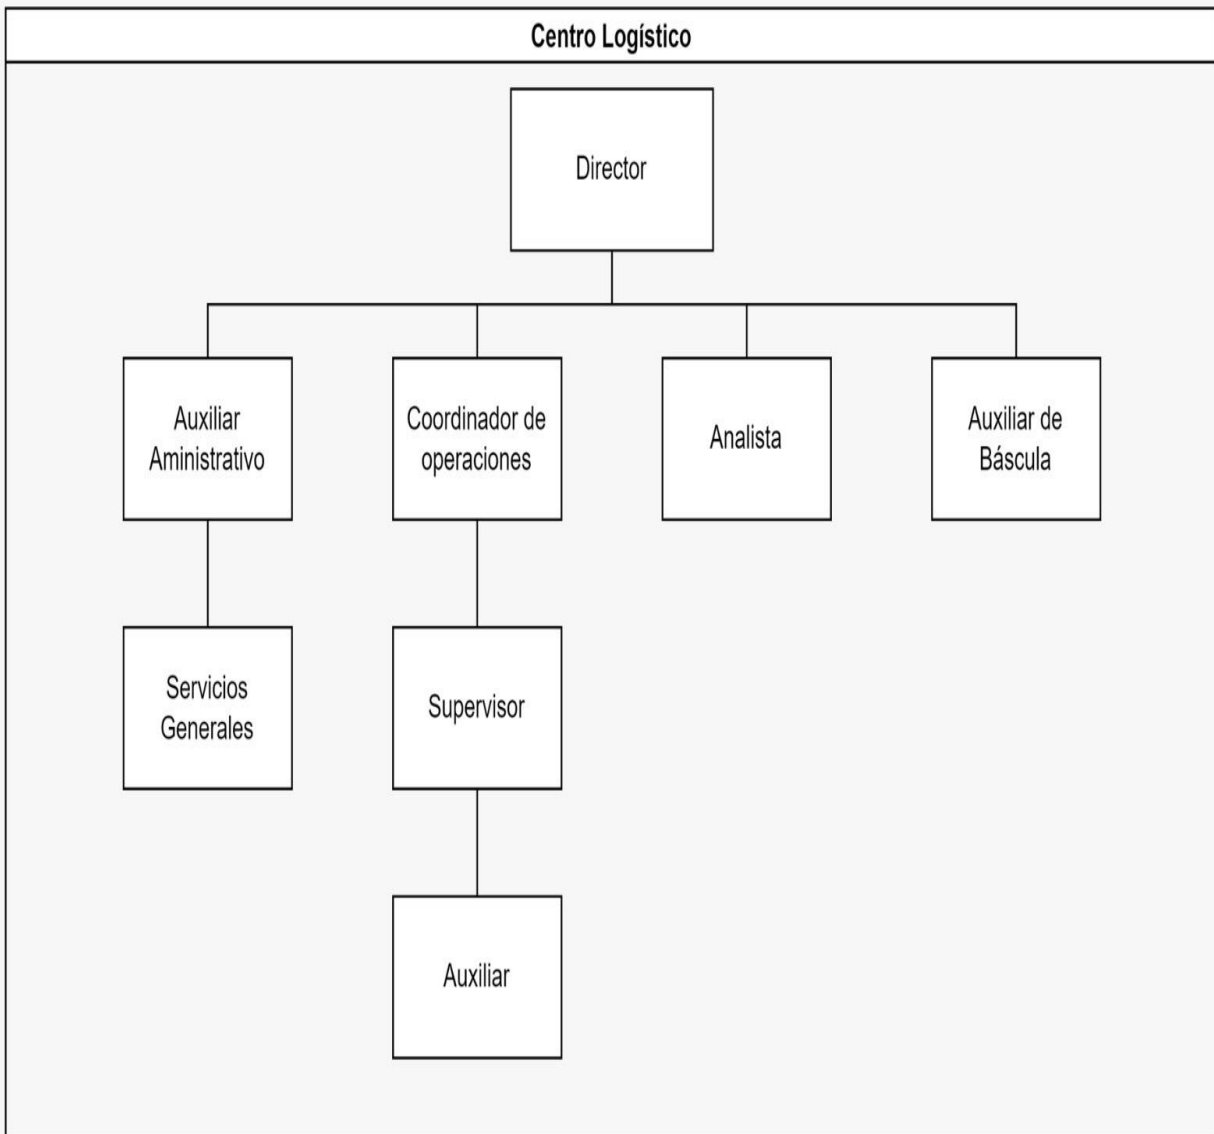 Centro Logístico
Director
Auxiliar
Aministrativo
Coordinador de
operaciones
Analista
Auxiliar de
Báscula
Servicios
Generales
Supervisor
Auxiliar